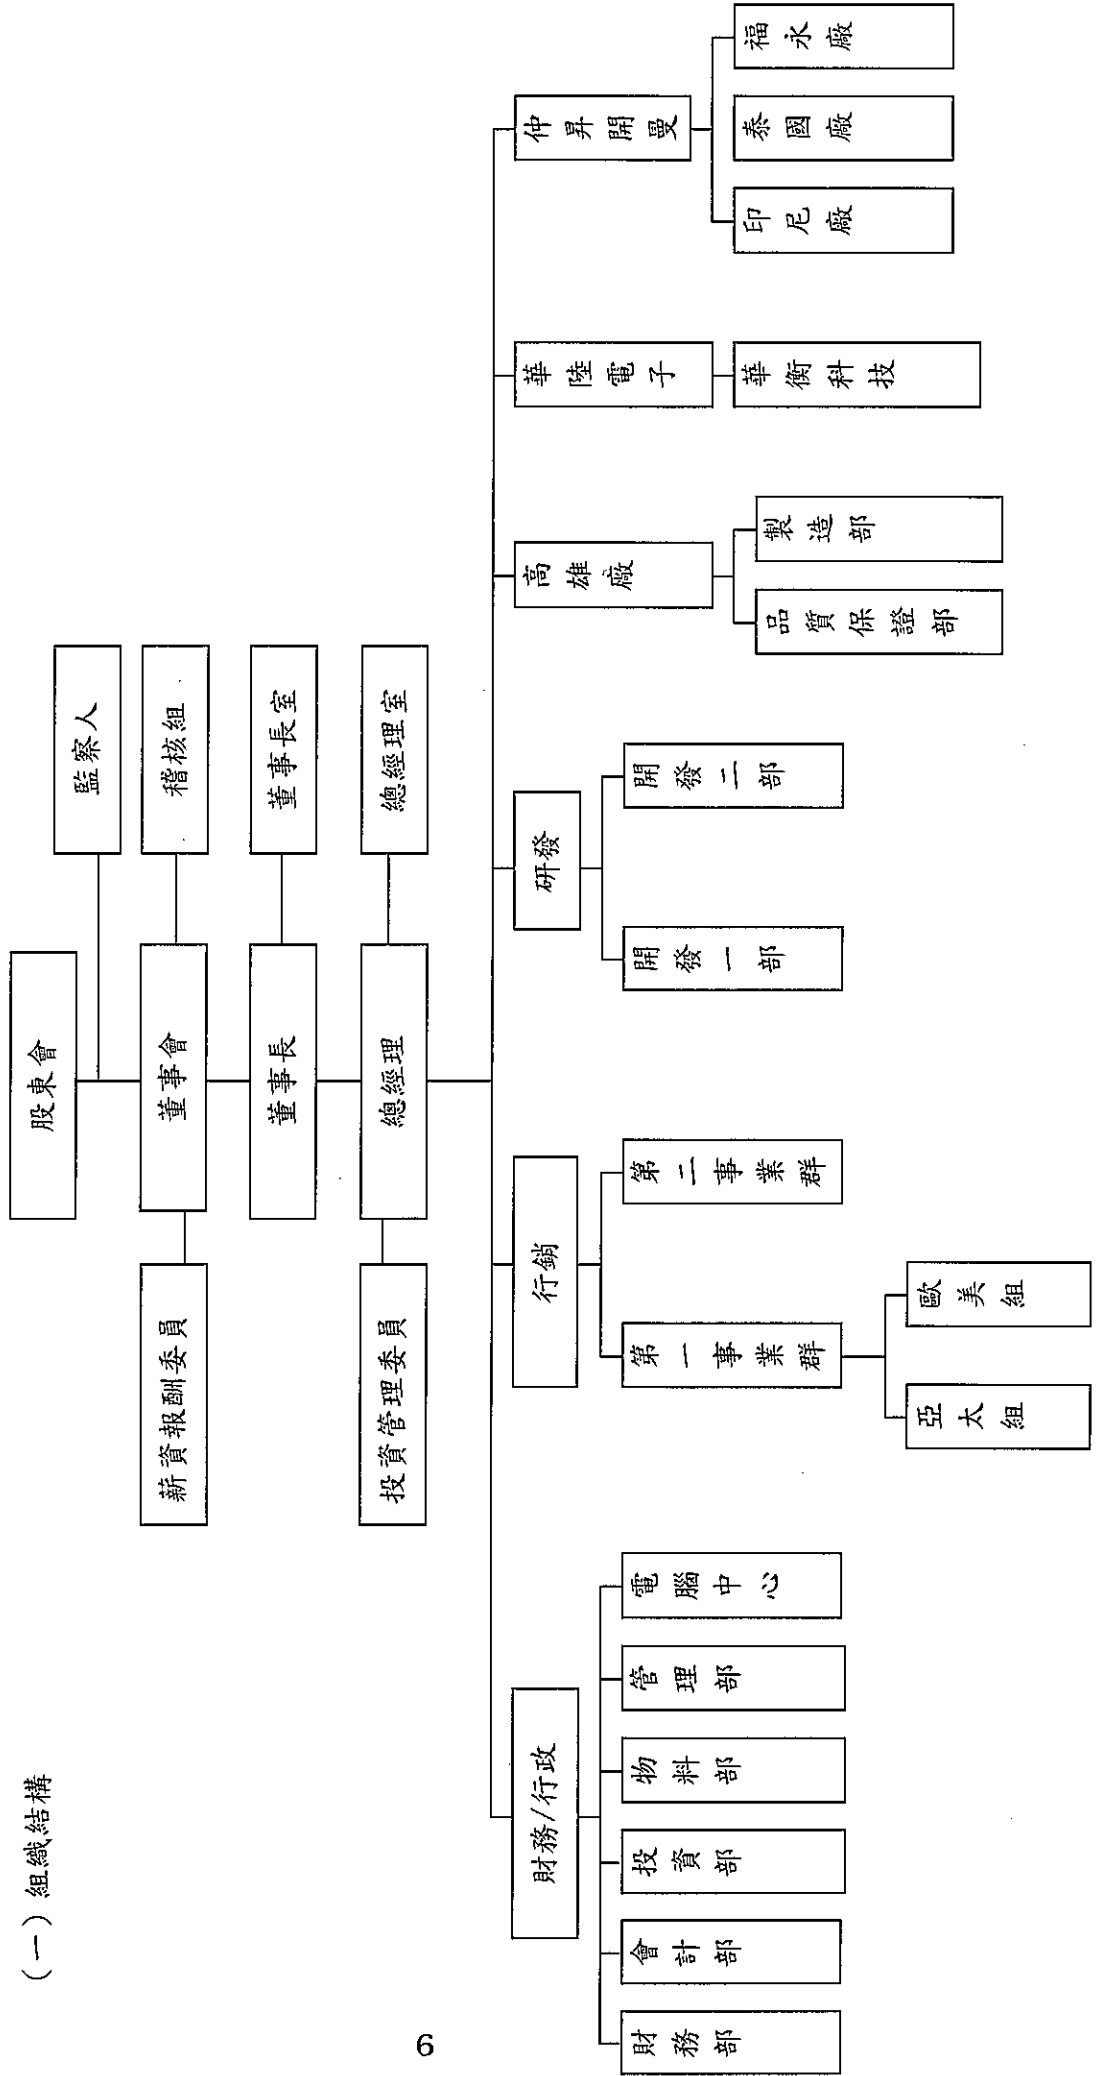 （一）組織結構
股東會
監察人
董事會
稽核組
薪資報酬委員
董事長
董事長室
總經理
總經理室
投資管理委員
財務/行政
行銷
研發
高雄廠
華陸電子
仲昇開曼
財務部
會計部
投資部
物料部
管理部
電腦中心
第一事業群
第二事業群
亞太組
歐美組
開發一部
開發二部
品質保證部
製造部
華衡科技
印尼廠
泰國廠
福永廠
6